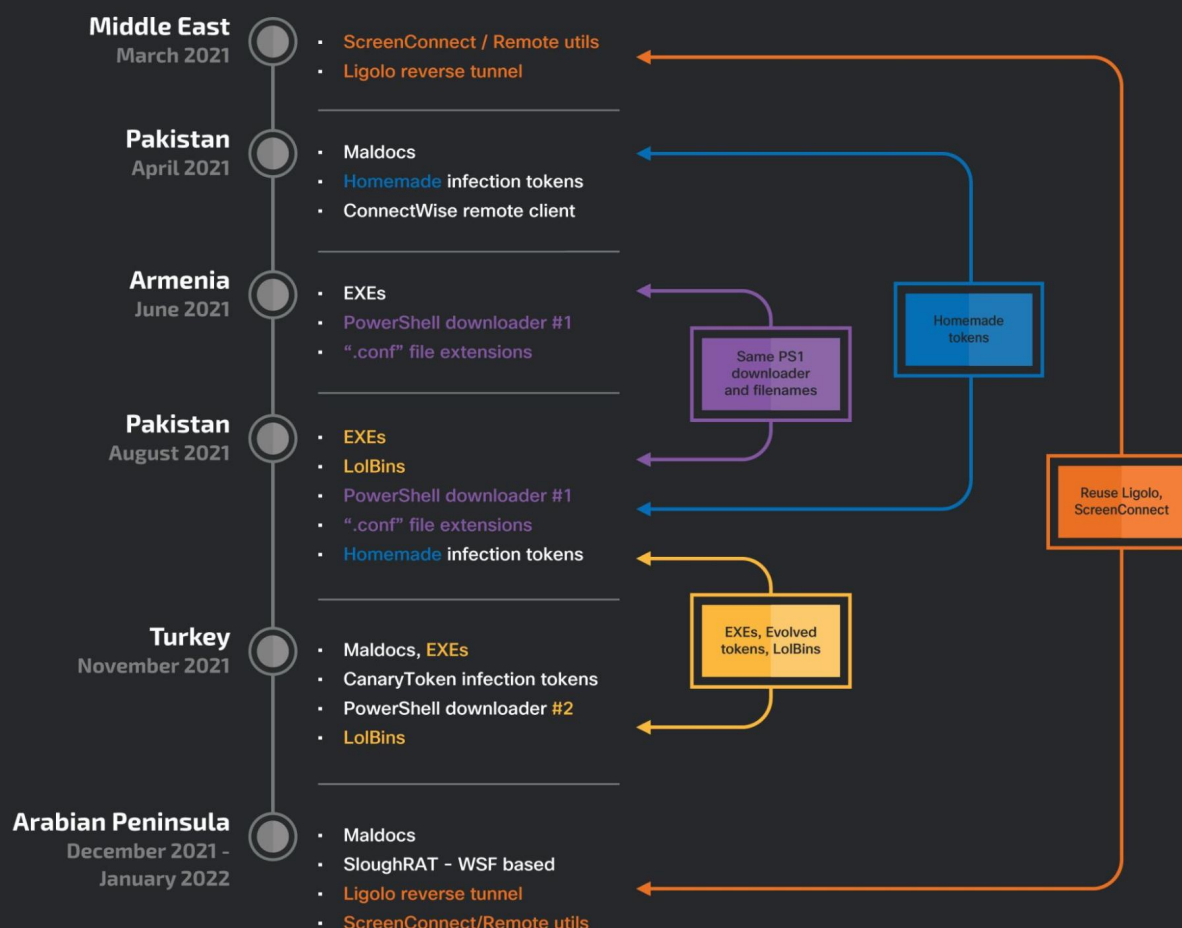 Middle East
March 2021
ScreenConnect / Remote utils
Ligolo reverse tunnel
Pakistan
April 2021
Maldocs
Homemade infection tokens
ConnectWise remote client
Armenia
June 2021
EXEs
PowerShell downloader #1
“.conf” file extensions
Pakistan
August 2021
EXEs
LolBins
PowerShell downloader #1
“.conf” file extensions
Homemade infection tokens
Turkey
November 2021
Maldocs, EXEs
CanaryToken infection tokens
PowerShell downloader #2
LolBins
Arabian Peninsula
December 2021 -
January 2022
Maldocs
SloughRAT - WSF based
Ligolo reverse tunnel
ScreenConnect/Remote utils
Same PS1
downloader
and filenames
Homemade
tokens
EXEs, Evolved
tokens, LolBins
Reuse Ligolo,
ScreenConnect